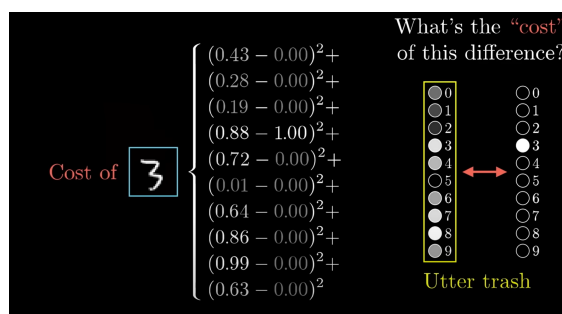 What's the “cost”
of this difference?
(0.43 − 0.00)²+
(0.28 − 0.00)²+
(0.19 − 0.00)²+
(0.88 − 1.00)²+
(0.72 − 0.00)²+
(0.01 − 0.00)²+
(0.64 − 0.00)²+
(0.86 − 0.00)²+
(0.99 − 0.00)²+
(0.63 − 0.00)²
Cost of 3
0 0
1 1
2 2
3 3
4 4
5 5
6 6
7 7
8 8
9 9
Utter trash